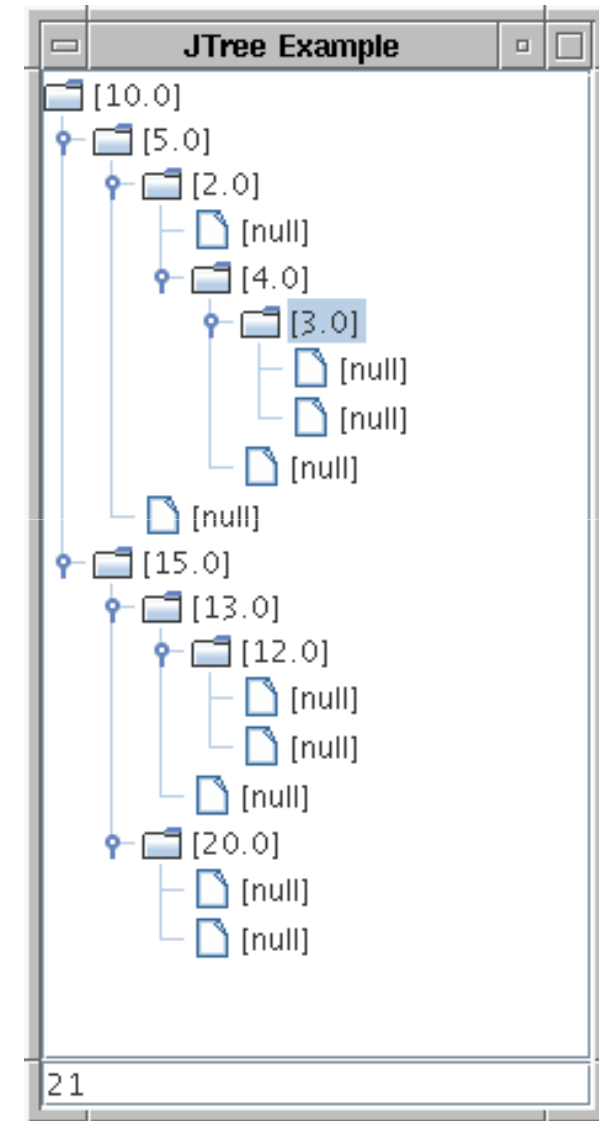 JTree Example
[10.0]
[5.0]
[2.0]
[null]
[4.0]
[3.0]
[null]
[null]
[null]
[null]
[15.0]
[13.0]
[12.0]
[null]
[null]
[null]
[20.0]
[null]
[null]
21